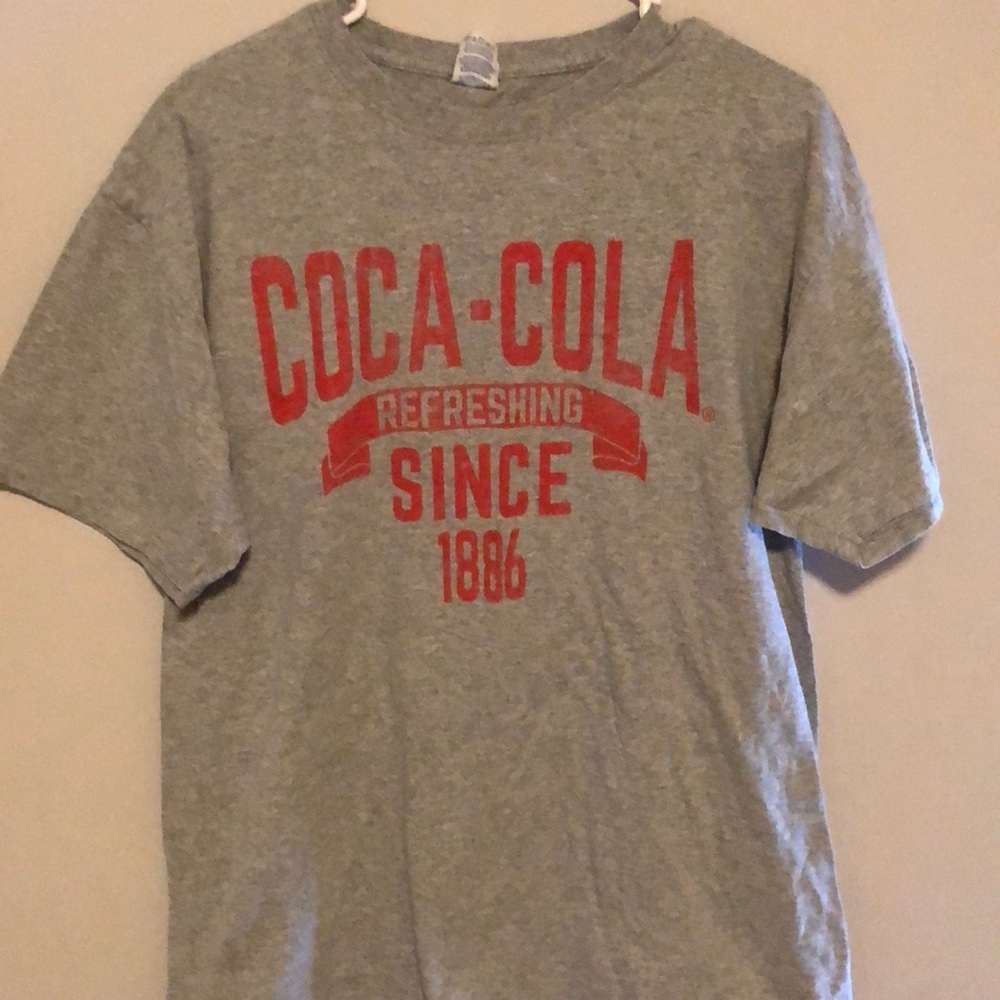 COCA-COLA®
REFRESHING
SINCE
1886